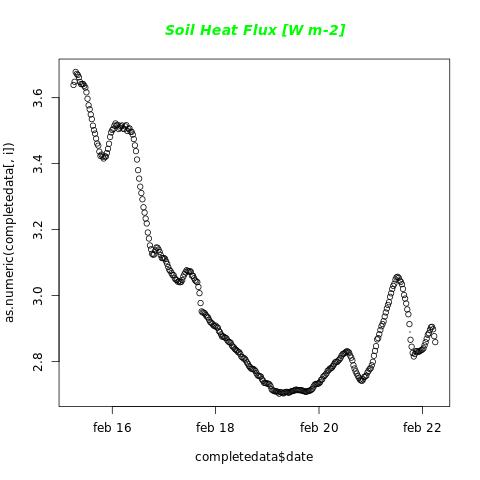 Soil Heat Flux [W m-2]
as.numeric(completedata[, i])
3.6
3.4
3.2
3.0
2.8
feb 16
feb 18
feb 20
feb 22
completedata$date